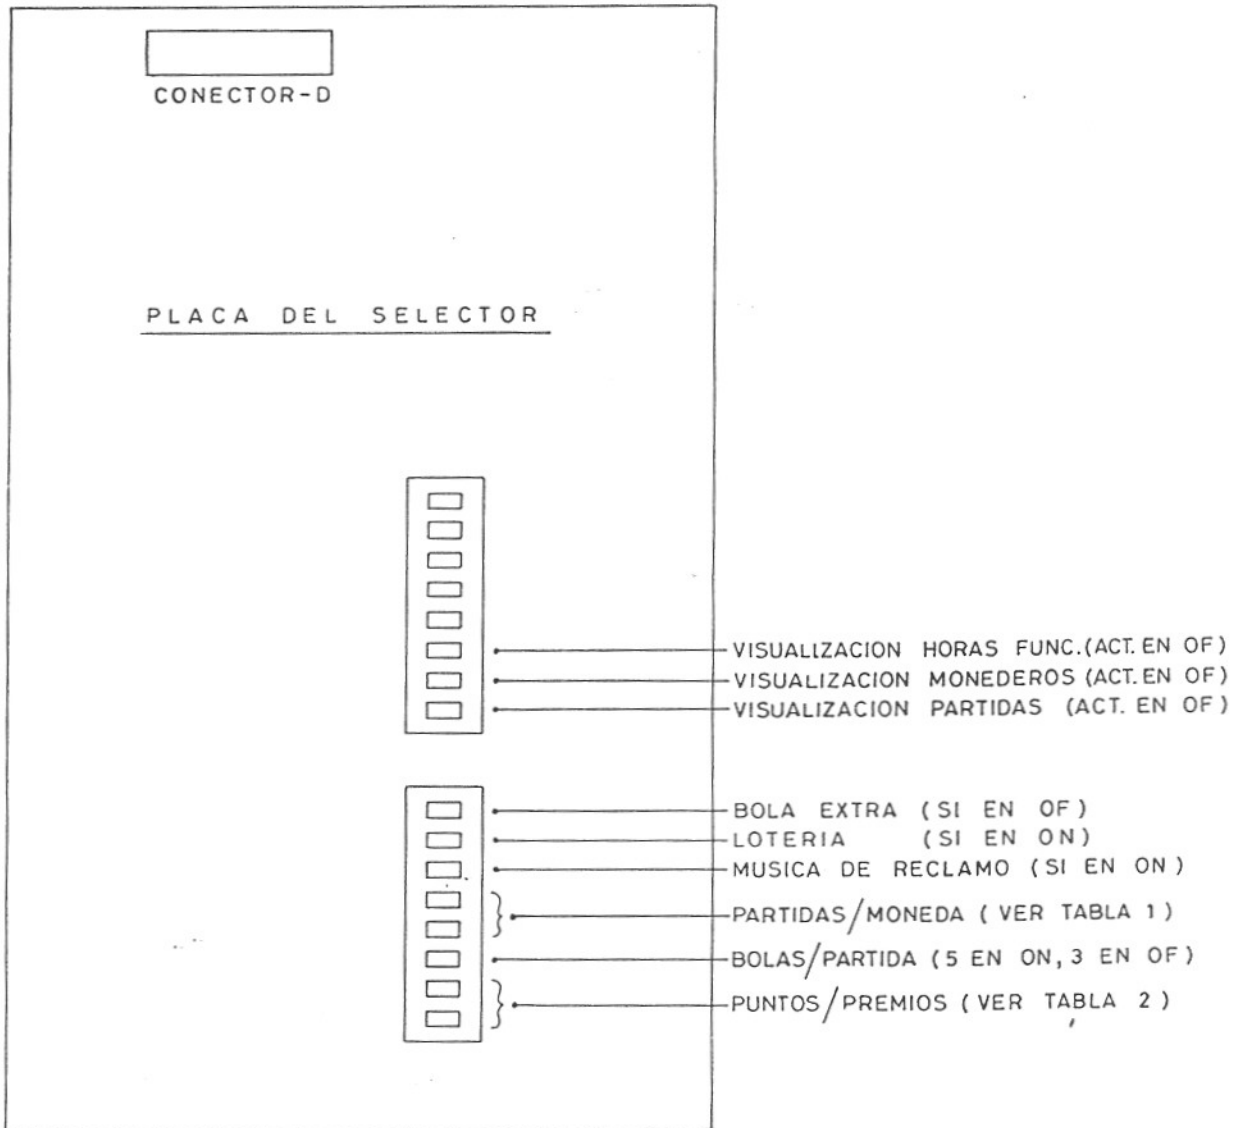 CONECTOR-D
PLACA DEL SELECTOR
VISUALIZACION HORAS FUNC.(ACT. EN OF)
VISUALIZACION MONEDEROS (ACT. EN OF)
VISUALIZACION PARTIDAS (ACT. EN OF)
BOLA EXTRA (SI EN OF)
LOTERIA (SI EN ON)
MUSICA DE RECLAMO (SI EN ON)
PARTIDAS/MONEDA (VER TABLA 1)
BOLAS/PARTIDA (5 EN ON, 3 EN OF)
PUNTOS/PREMIOS (VER TABLA 2)